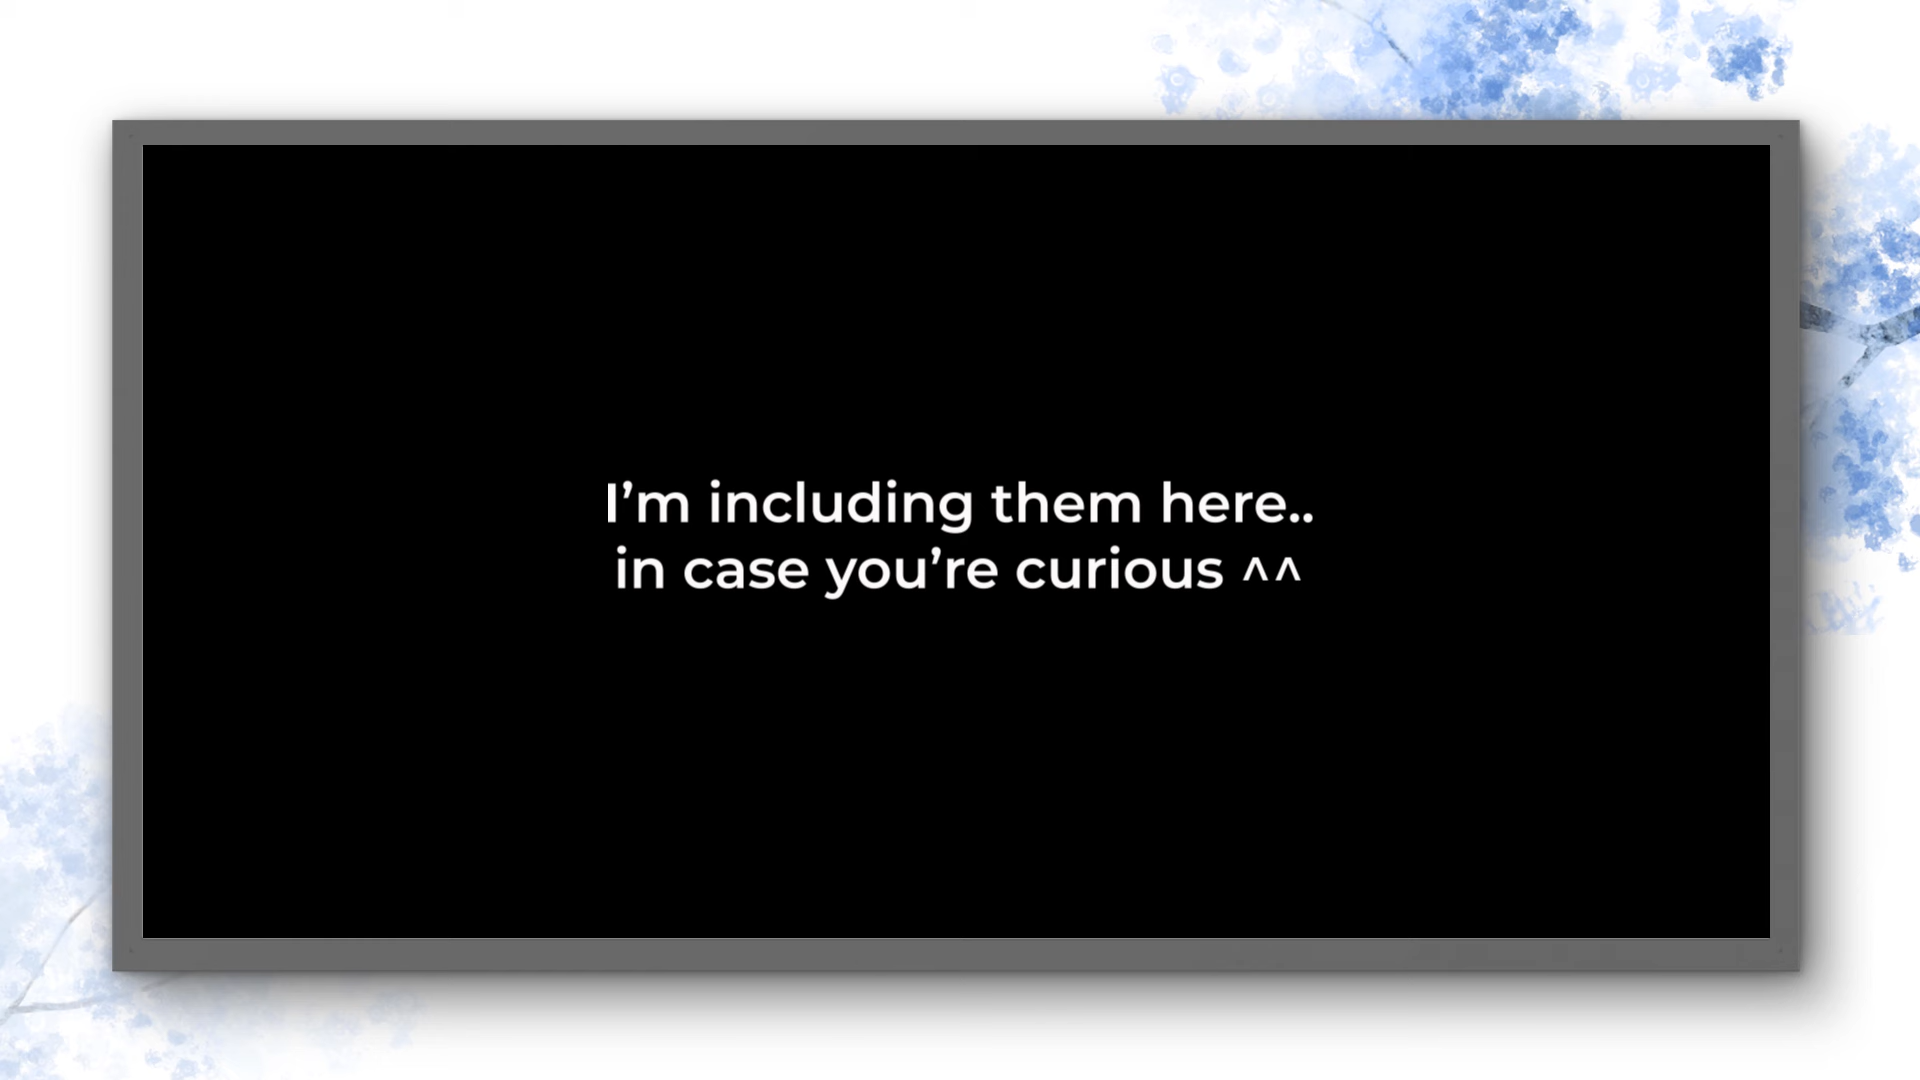 I’m including them here..
in case you’re curious ^^